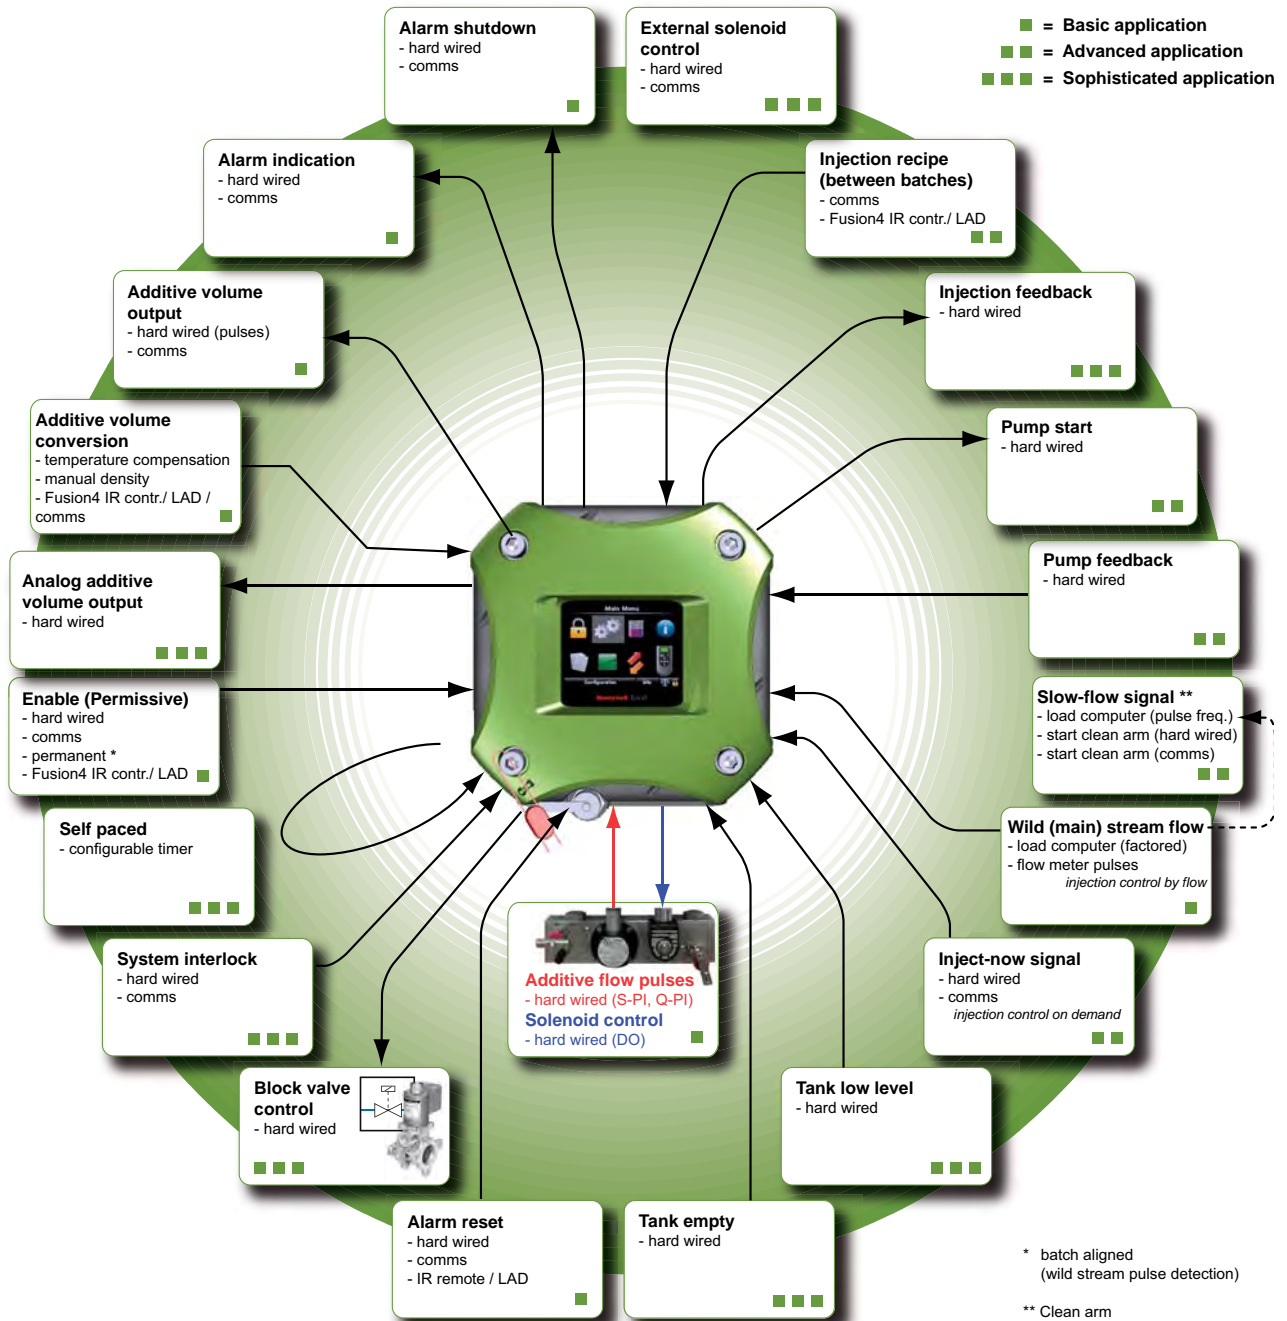 Alarm shutdown
- hard wired
- comms
External solenoid
control
- hard wired
- comms
= Basic application
= Advanced application
= Sophisticated application
Alarm indication
- hard wired
- comms
Injection recipe
(between batches)
- comms
- Fusion4 IR contr./ LAD
Additive volume
output
- hard wired (pulses)
- comms
Injection feedback
- hard wired
Additive volume
conversion
- temperature compensation
- manual density
- Fusion4 IR contr./ LAD /
comms
Pump start
- hard wired
Analog additive
volume output
- hard wired
Pump feedback
- hard wired
Main Menu
Configuration
Info
Honeywell Enraf
Enable (Permissive)
- hard wired
- comms
- permanent *
- Fusion4 IR contr./ LAD
Slow-flow signal **
- load computer (pulse freq.)
- start clean arm (hard wired)
- start clean arm (comms)
Self paced
- configurable timer
Wild (main) stream flow
- load computer (factored)
- flow meter pulses
injection control by flow
System interlock
- hard wired
- comms
Additive flow pulses
- hard wired (S-PI, Q-PI)
Solenoid control
- hard wired (DO)
Inject-now signal
- hard wired
- comms
injection control on demand
Block valve
control
- hard wired
Tank low level
- hard wired
Alarm reset
- hard wired
- comms
- IR remote / LAD
Tank empty
- hard wired
* batch aligned
(wild stream pulse detection)
** Clean arm